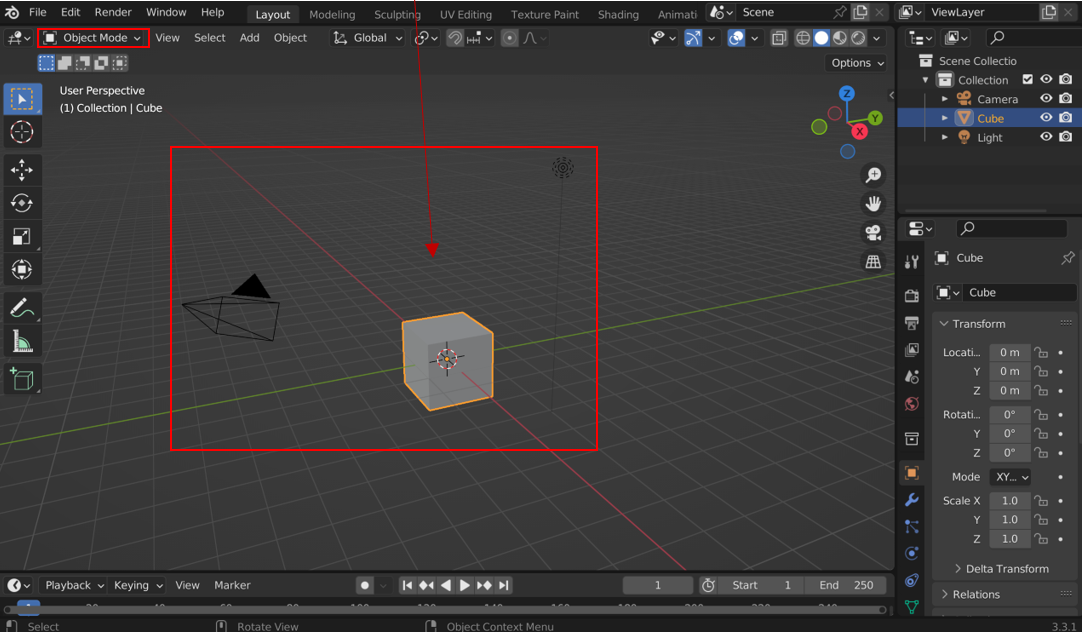 File Edit Render Window Help Layout Modeling Sculpting UV Editing Texture Paint Shading Animati Scene ViewLayer
Object Mode View Select Add Object Global
Options
User Perspective
(1) Collection | Cube
Z
Y
X
Scene Collectio
Collection
Camera
Cube
Light
Cube
Cube
Transform
Locati... 0 m
Y 0 m
Z 0 m
Rotati... 0°
Y 0°
Z 0°
Mode XY...
Scale X 1.0
Y 1.0
Z 1.0
Delta Transform
Relations
Playback Keying View Marker 1 Start 1 End 250
Select Rotate View Object Context Menu 3.3.1